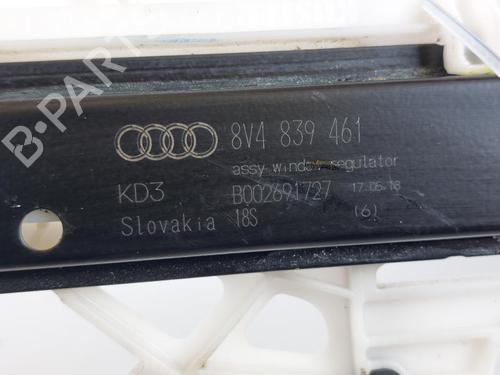 B-PARTS
8V4 839 461
assy window regulator
KD3 B002691727 17.05.18
Slovakia 18S (6)